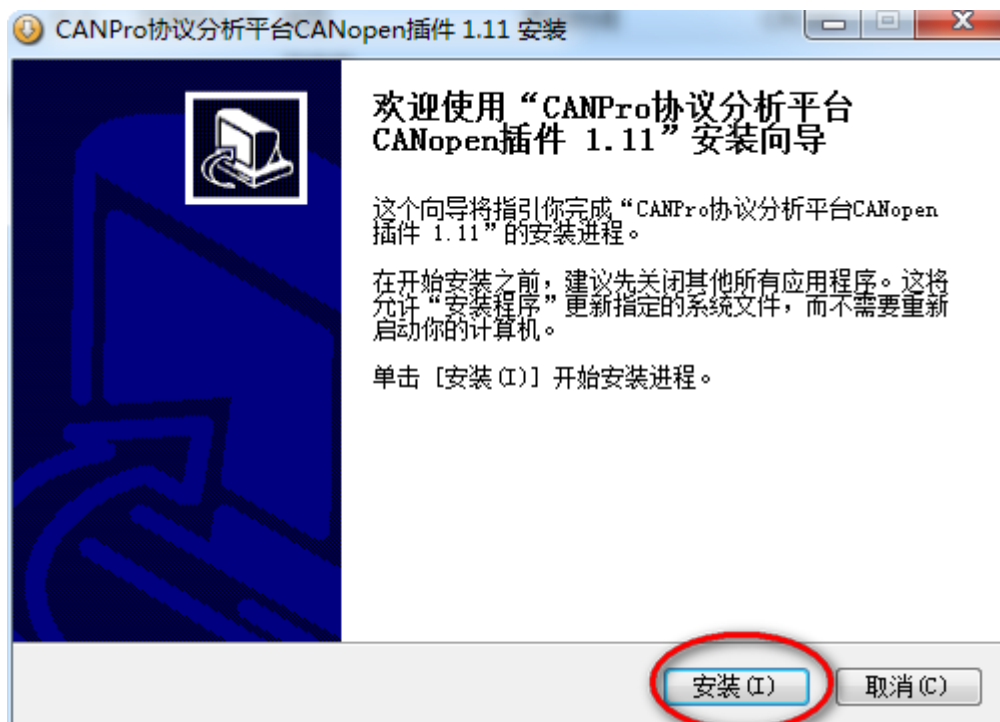 CANPro协议分析平台CANopen插件 1.11 安装
欢迎使用“CANPro协议分析平台
CANopen插件 1.11”安装向导
这个向导将指引你完成“CANPro协议分析平台CANopen
插件 1.11”的安装进程。
在开始安装之前，建议先关闭其他所有应用程序。这将
允许“安装程序”更新指定的系统文件，而不需要重新
启动你的计算机。
单击 [安装(I)] 开始安装进程。
安装(I)
取消(C)